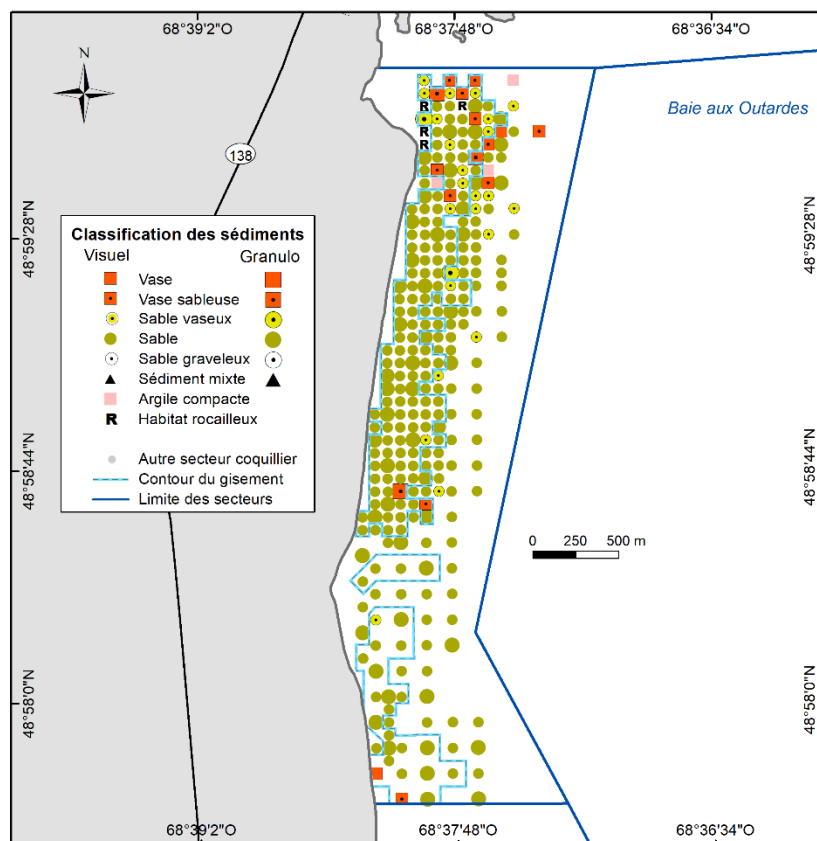 68°39'2"O 68°37'48"O 68°36'34"O
N
Baie aux Outardes
138
48°59'28"N 48°59'28"N
Classification des sédiments
Visuel Granulo
Vase
Vase sableuse
Sable vaseux
Sable
Sable graveleux
Sédiment mixte
Argile compacte
R Habitat rocailleux
Autre secteur coquillier
Contour du gisement
Limite des secteurs
R R
R
R
48°58'44"N 48°58'44"N
0 250 500 m
48°58'0"N 48°58'0"N
68°39'2"O 68°37'48"O 68°36'34"O